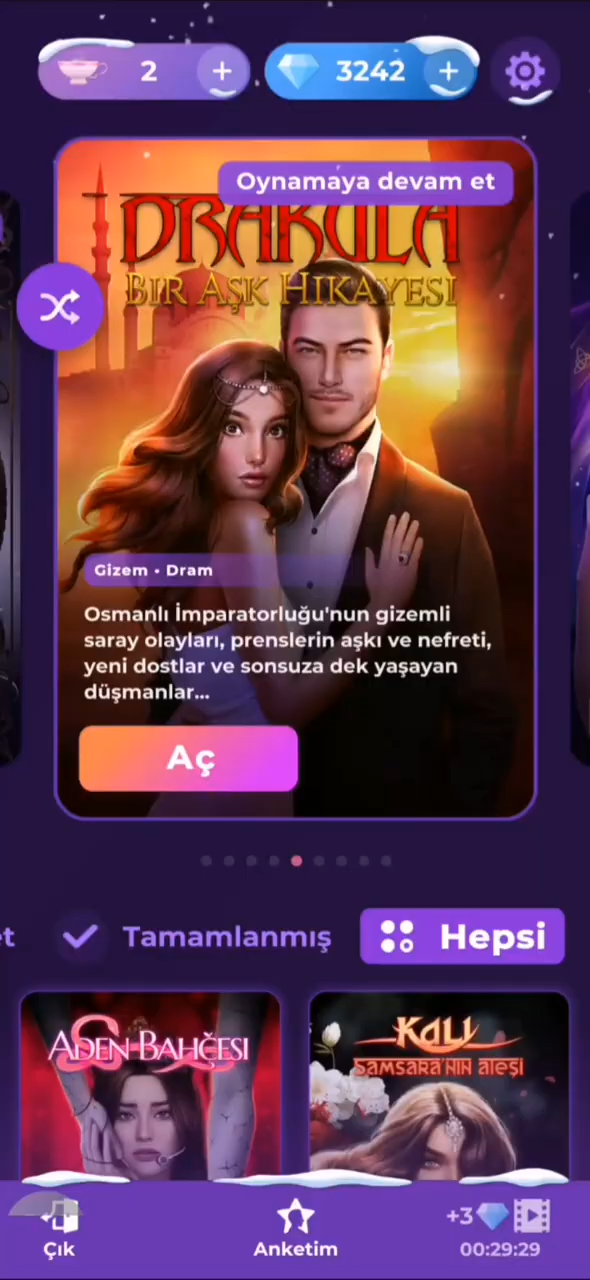 2
+
3242
+
Oynamaya devam et
DRAKULA
BIR AŞK HIKAYESI
Gizem • Dram
Osmanlı İmparatorluğu'nun gizemli
saray olayları, prenslerin aşkı ve nefreti,
yeni dostlar ve sonsuza dek yaşayan
düşmanlar...
Aç
et
Tamamlanmış
Hepsi
ADEN BAHÇESI
KALI
SAMSARA'NIN ATEŞİ
+3
Çık
Anketim
00:29:29